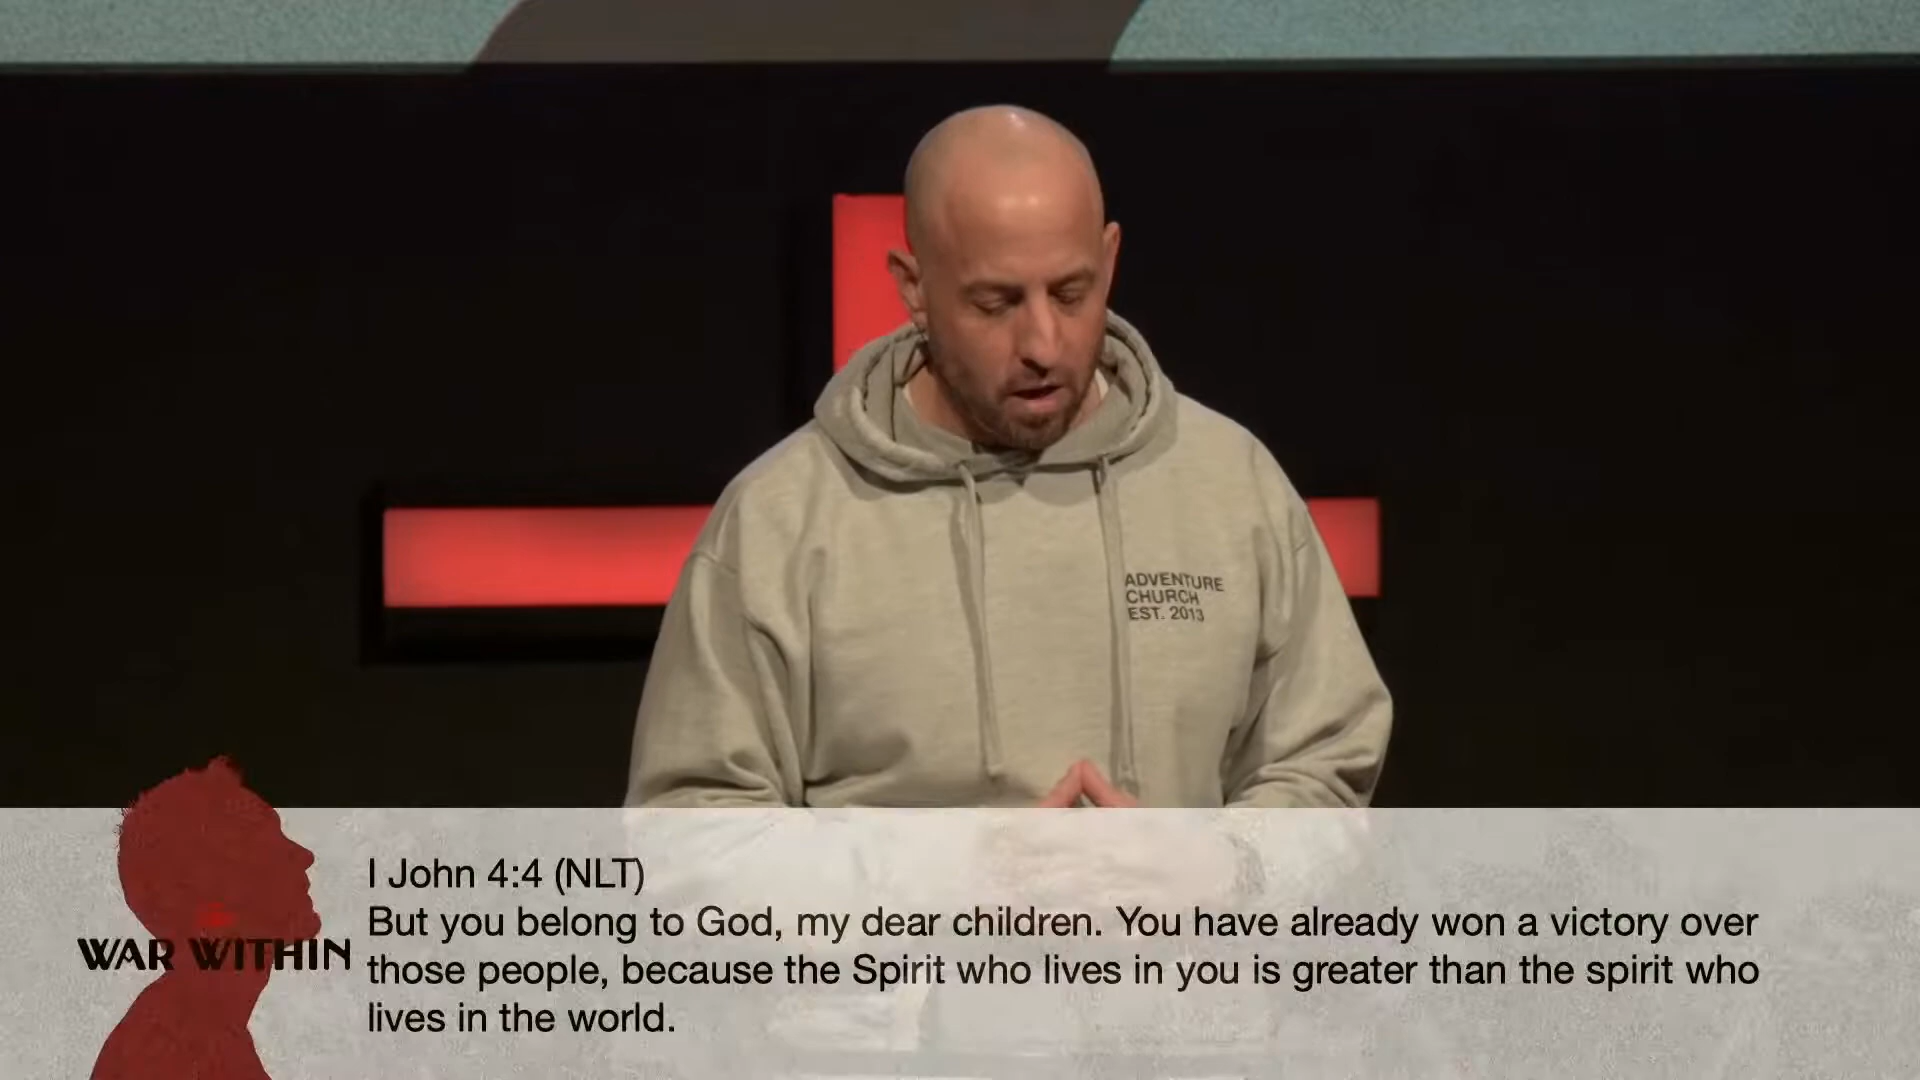 ADVENTURE
CHURCH
EST. 2013
I John 4:4 (NLT)
But you belong to God, my dear children. You have already won a victory over
those people, because the Spirit who lives in you is greater than the spirit who
lives in the world.
WAR WITHIN